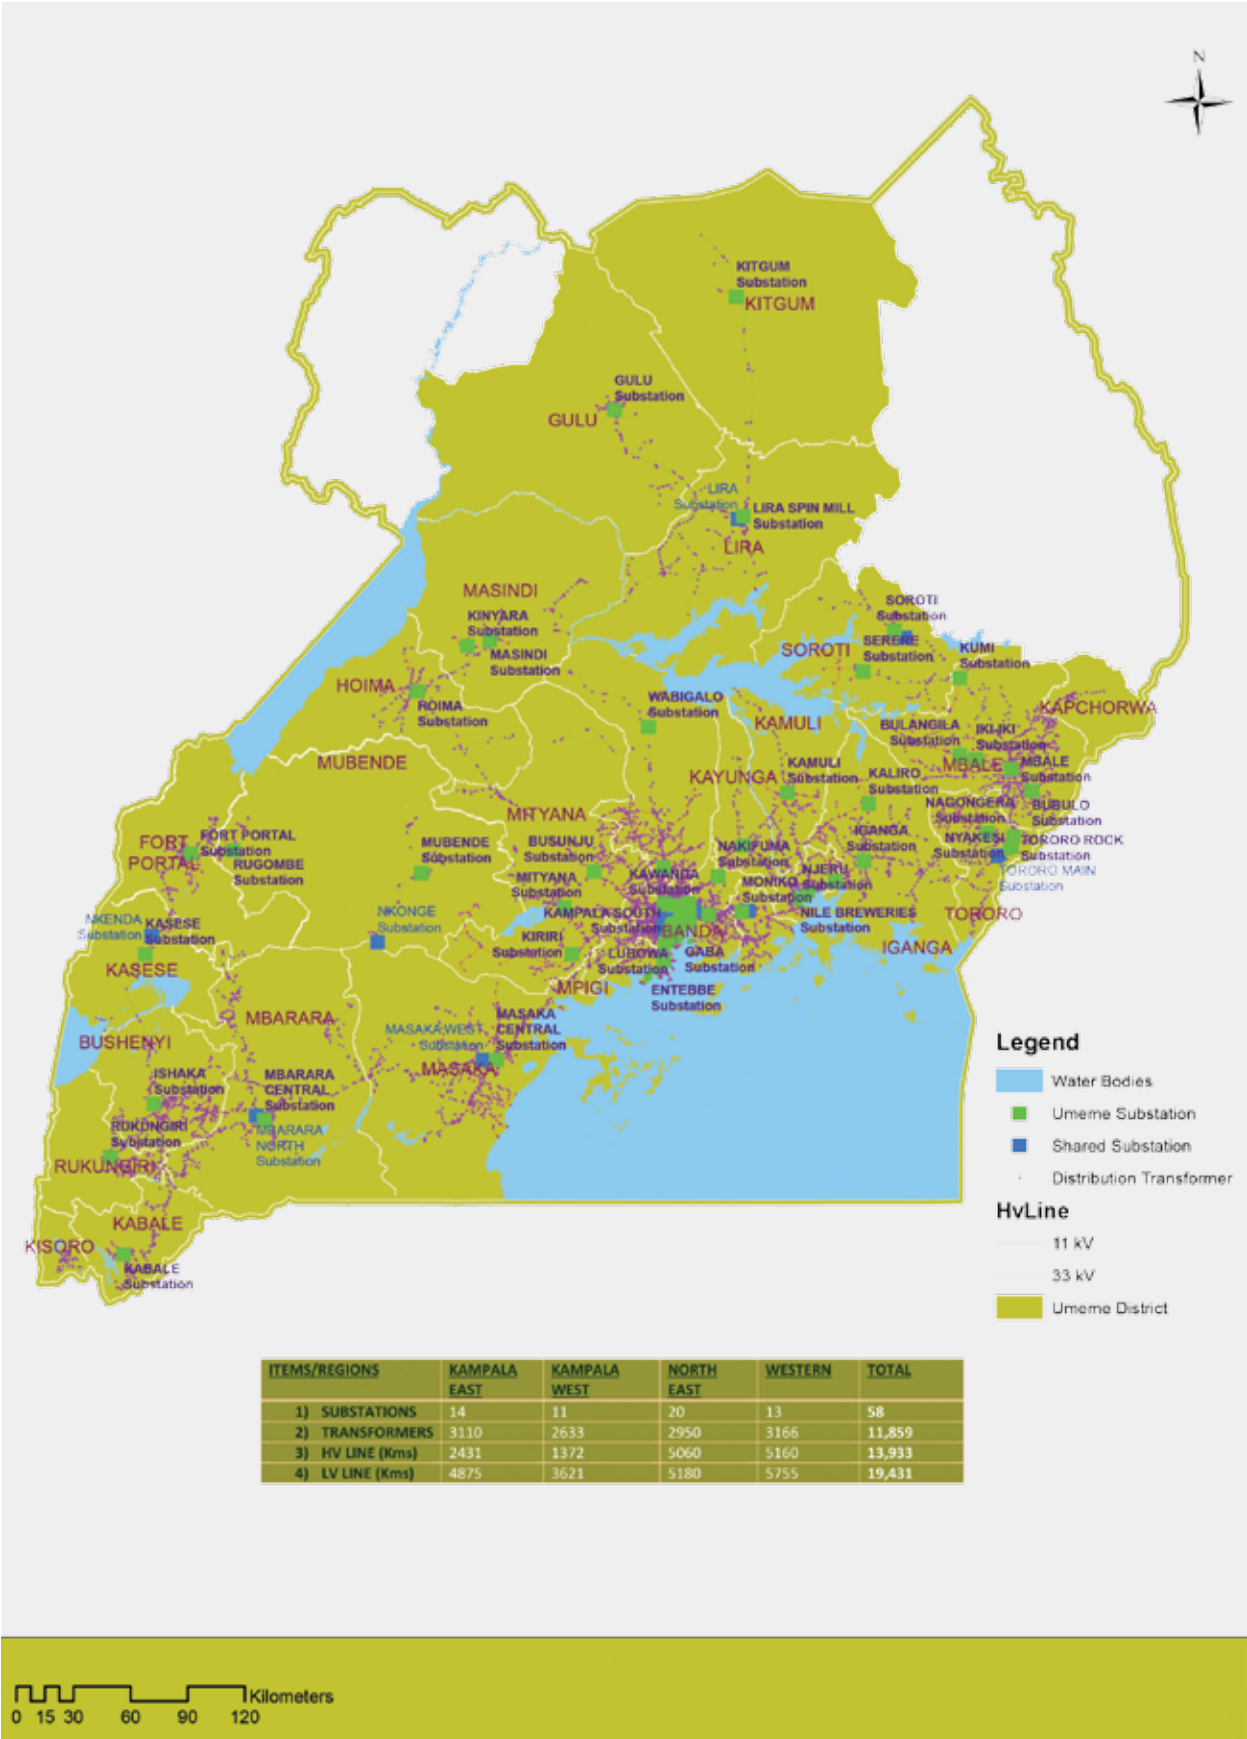 N
KITGUM
Substation
KITGUM
GULU
Substation
GULU
LIRA
Substation
LIRA SPIN MILL
Substation
LIRA
MASINDI
KINYARA
Substation
MASINDI
Substation
SOROTI
Substation
SOROTI
SERERE
Substation
KUMI
Substation
HOIMA
HOIMA
Substation
WABIGALO
Substation
KAPCHORWA
KAMULI
BULANGILA
Substation
IKI-IKI
Substation
MUBENDE
MBALE
MBALE
Substation
KAYUNGA
KAMULI
Substation
KALIRO
Substation
NAGONGERA
Substation
BUBULO
Substation
MITYANA
FORT
PORTAL
FORT PORTAL
Substation
RUGOMBE
Substation
MUBENDE
Substation
BUSUNJU
Substation
NAKIFUMA
Substation
IGANGA
Substation
NYAKESI
Substation
TORORO ROCK
Substation
TORORO MAIN
Substation
MITYANA
Substation
KAWANDA
Substation
MONIKO
Substation
NJERU
Substation
NKENDA
Substation
KASESE
Substation
NKONGE
Substation
KAMPALA SOUTH
Substation
BANDA
NILE BREWERIES
Substation
TORORO
KIRIRI
Substation
LUBOWA
Substation
GABA
Substation
IGANGA
KASESE
MPIGI
ENTEBBE
Substation
MBARARA
MASAKA WEST
Substation
MASAKA
CENTRAL
Substation
BUSHENYI
MASAKA
ISHAKA
Substation
MBARARA
CENTRAL
Substation
RUKUNGIRI
Substation
MBARARA
NORTH
Substation
RUKUNGIRI
KABALE
KISORO
KABALE
Substation
Legend
Water Bodies
Umeme Substation
Shared Substation
Distribution Transformer
HvLine
11 kV
33 kV
Umeme District
ITEMS/REGIONS KAMPALA EAST KAMPALA WEST NORTH EAST WESTERN TOTAL
1) SUBSTATIONS 14 11 20 13 58
2) TRANSFORMERS 3110 2633 2950 3166 11,859
3) HV LINE (Kms) 2431 1372 5060 5160 13,933
4) LV LINE (Kms) 4875 3621 5180 5755 19,431
Kilometers
0 15 30 60 90 120